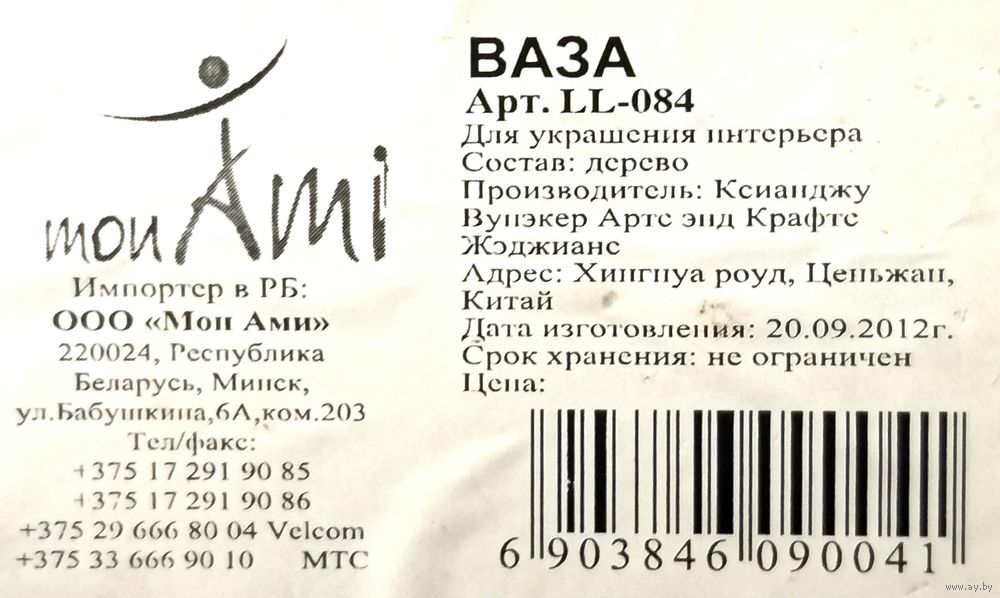 мон Ami
Импортер в РБ:
ООО «Мон Ами»
220024, Республика
Беларусь, Минск,
ул.Бабушкина,6А,ком.203
Тел/факс:
+375 17 291 90 85
+375 17 291 90 86
+375 29 666 80 04 Velcom
+375 33 666 90 10 МТС
ВАЗА
Арт. LL-084
Для украшения интерьера
Состав: дерево
Производитель: Ксианджу
Вунэкер Артс энд Крафтс
Жэджианс
Адрес: Хингнуа роуд, Ценьжан,
Китай
Дата изготовления: 20.09.2012г.
Срок хранения: не ограничен
Цена:
6 903846 090041
www.ay.by